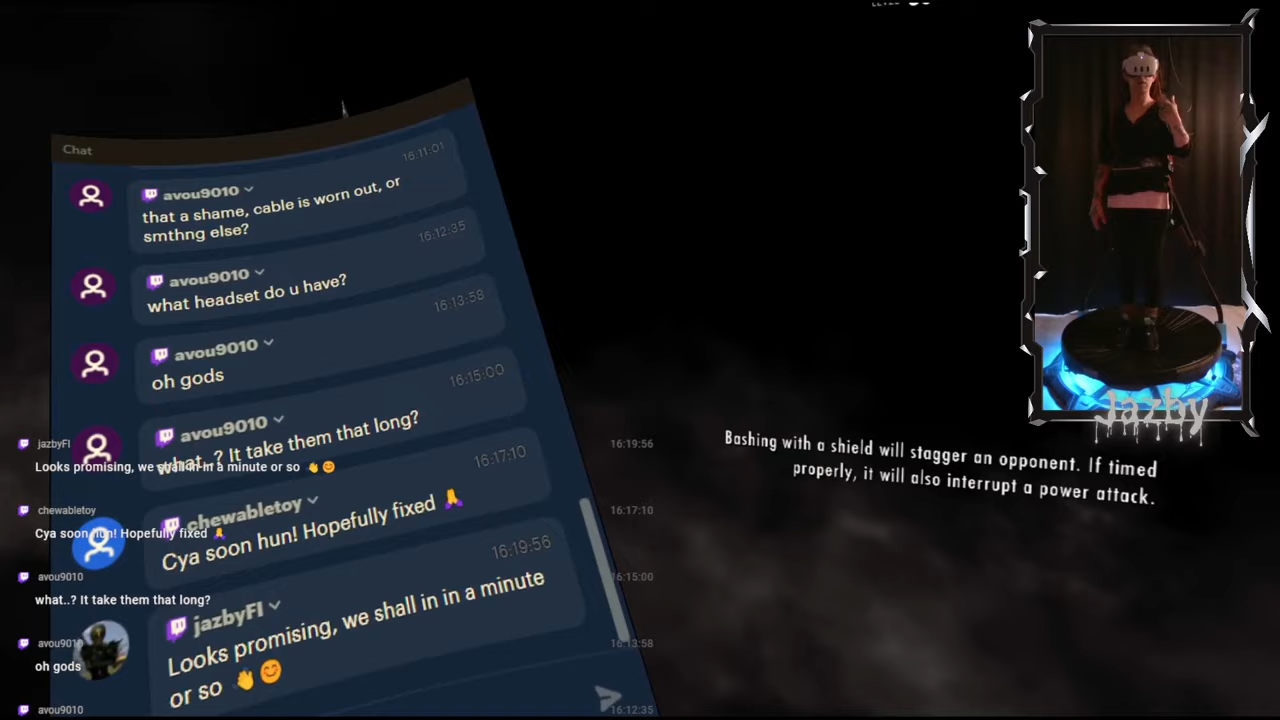 Chat
16:11:01
avou9010
that a shame, cable is worn out, or
smthng else?
16:12:35
avou9010
what headset do u have?
16:13:58
avou9010
oh gods
16:15:00
avou9010
what..? It take them that long?
16:17:10
chewabletoy
Cya soon hun! Hopefully fixed 🙏
16:19:56
jazbyFI
Looks promising, we shall in in a minute
or so 👋😊
jazbyFI
16:19:56
Looks promising, we shall in in a minute or so 👋😊
chewabletoy
16:17:10
Cya soon hun! Hopefully fixed 🙏
avou9010
16:15:00
what..? It take them that long?
avou9010
16:13:58
oh gods
avou9010
16:12:35
Bashing with a shield will stagger an opponent. If timed
properly, it will also interrupt a power attack.
Jazby